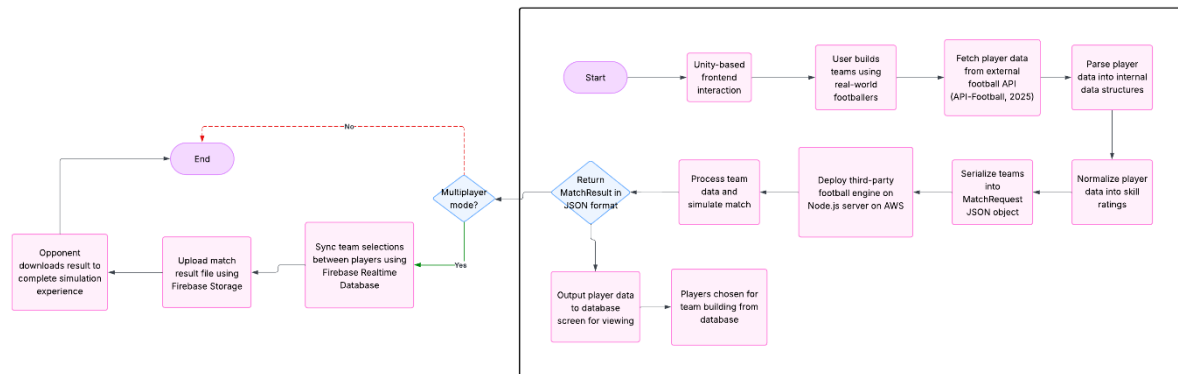 Start
Unity-based
frontend
interaction
User builds
teams using
real-world
footballers
Fetch player data
from external
football API
(API-Football, 2025)
Parse player
data into internal
data structures
Normalize player
data into skill
ratings
Serialize teams
into
MatchRequest
JSON object
Deploy third-party
football engine on
Node.js server on AWS
Process team
data and
simulate match
Return
MatchResult in
JSON format
Output player data
to database
screen for viewing
Players chosen for
team building from
database
Multiplayer
mode?
No
End
Yes
Sync team selections
between players using
Firebase Realtime
Database
Upload match
result file using
Firebase Storage
Opponent
downloads result to
complete simulation
experience